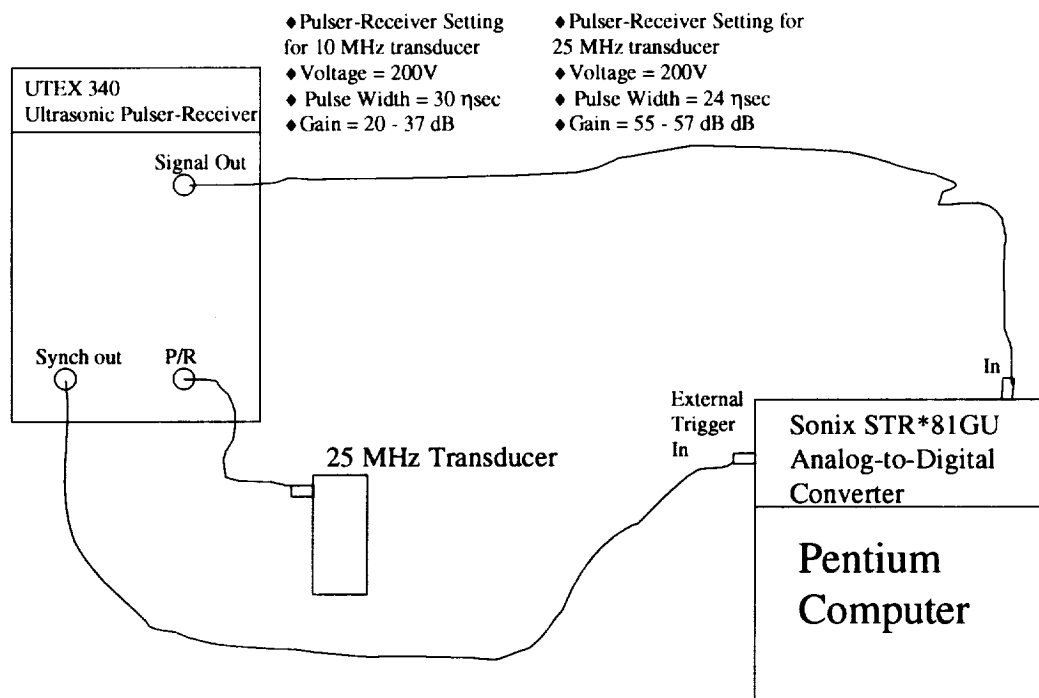 ♦Pulser-Receiver Setting
for 10 MHz transducer
♦Voltage = 200V
♦ Pulse Width = 30 ηsec
♦Gain = 20 - 37 dB
♦Pulser-Receiver Setting for
25 MHz transducer
♦Voltage = 200V
♦ Pulse Width = 24 ηsec
♦Gain = 55 - 57 dB dB
UTEX 340
Ultrasonic Pulser-Receiver
Signal Out
Synch out
P/R
25 MHz Transducer
In
External
Trigger
In
Sonix STR*81GU
Analog-to-Digital
Converter
Pentium
Computer